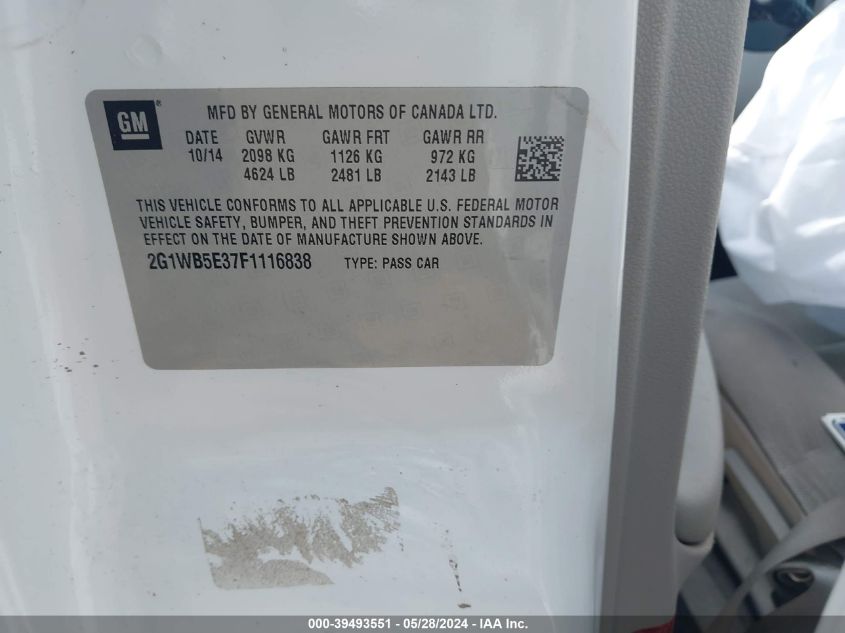 GM
MFD BY GENERAL MOTORS OF CANADA LTD.
DATE GVWR GAWR FRT GAWR RR
10/14 2098 KG 1126 KG 972 KG
4624 LB 2481 LB 2143 LB
THIS VEHICLE CONFORMS TO ALL APPLICABLE U.S. FEDERAL MOTOR
VEHICLE SAFETY, BUMPER, AND THEFT PREVENTION STANDARDS IN
EFFECT ON THE DATE OF MANUFACTURE SHOWN ABOVE.
2G1WB5E37F1116838 TYPE: PASS CAR
000-39493551 / 05/28/2024 - IAA Inc.